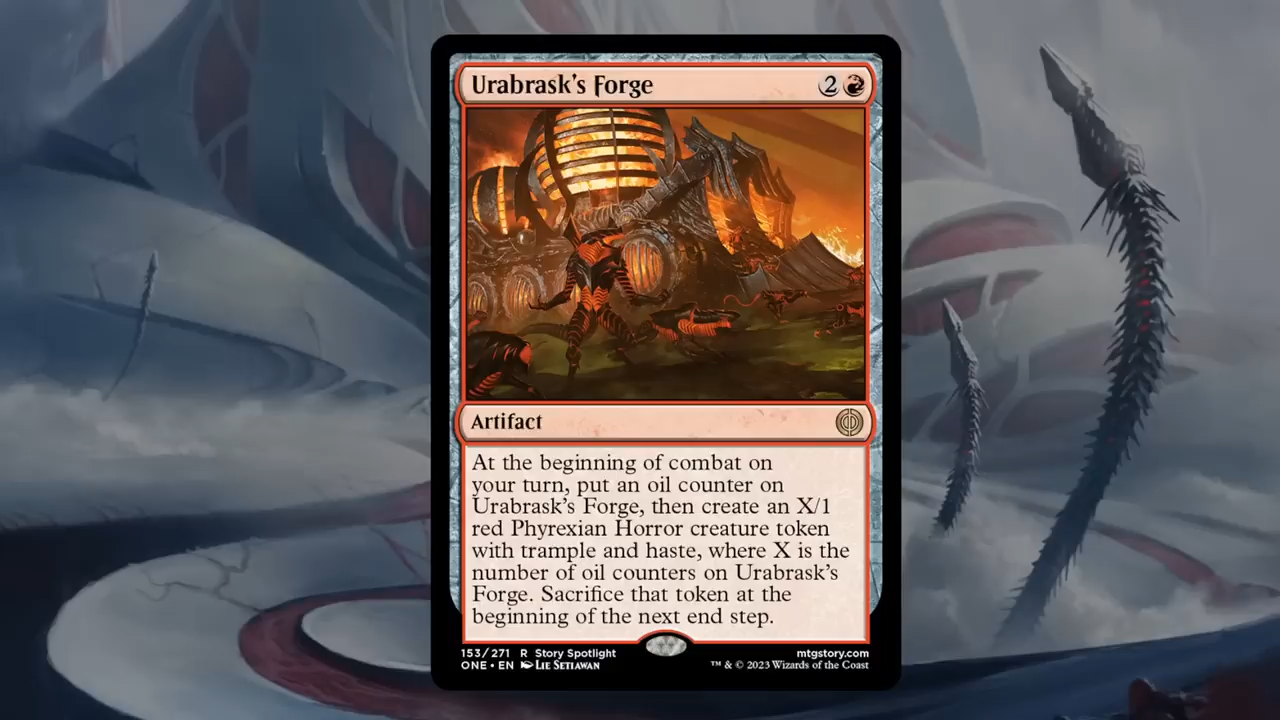 Urabrask's Forge 2
Artifact
At the beginning of combat on
your turn, put an oil counter on
Urabrask's Forge, then create an X/1
red Phyrexian Horror creature token
with trample and haste, where X is the
number of oil counters on Urabrask's
Forge. Sacrifice that token at the
beginning of the next end step.
153/271 R Story Spotlight mtgstory.com
ONE • EN Lie Setiawan ™ & © 2023 Wizards of the Coast